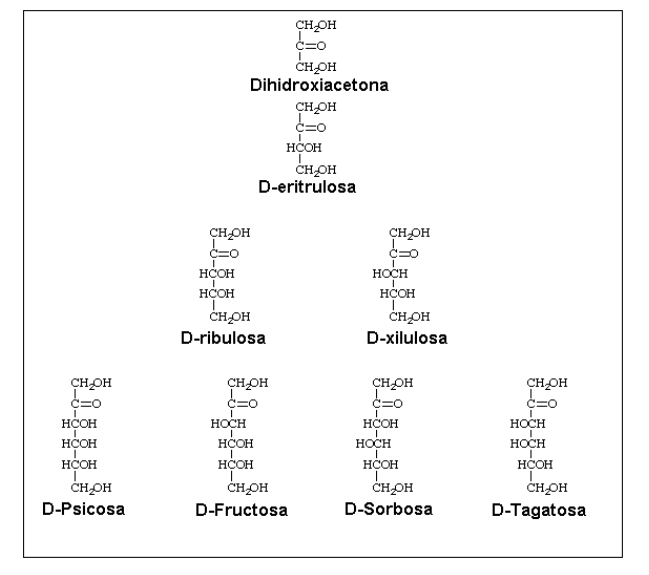 CH₂OH
C=O
CH₂OH
Dihidroxiacetona
CH₂OH
C=O
HCOH
CH₂OH
D-eritrulosa
CH₂OH CH₂OH
C=O C=O
HCOH HOCH
HCOH HCOH
CH₂OH CH₂OH
D-ribulosa D-xilulosa
CH₂OH CH₂OH CH₂OH CH₂OH
C=O C=O C=O C=O
HCOH HOCH HCOH HOCH
HCOH HCOH HOCH HOCH
HCOH HCOH HCOH HCOH
CH₂OH CH₂OH CH₂OH CH₂OH
D-Psicosa D-Fructosa D-Sorbosa D-Tagatosa